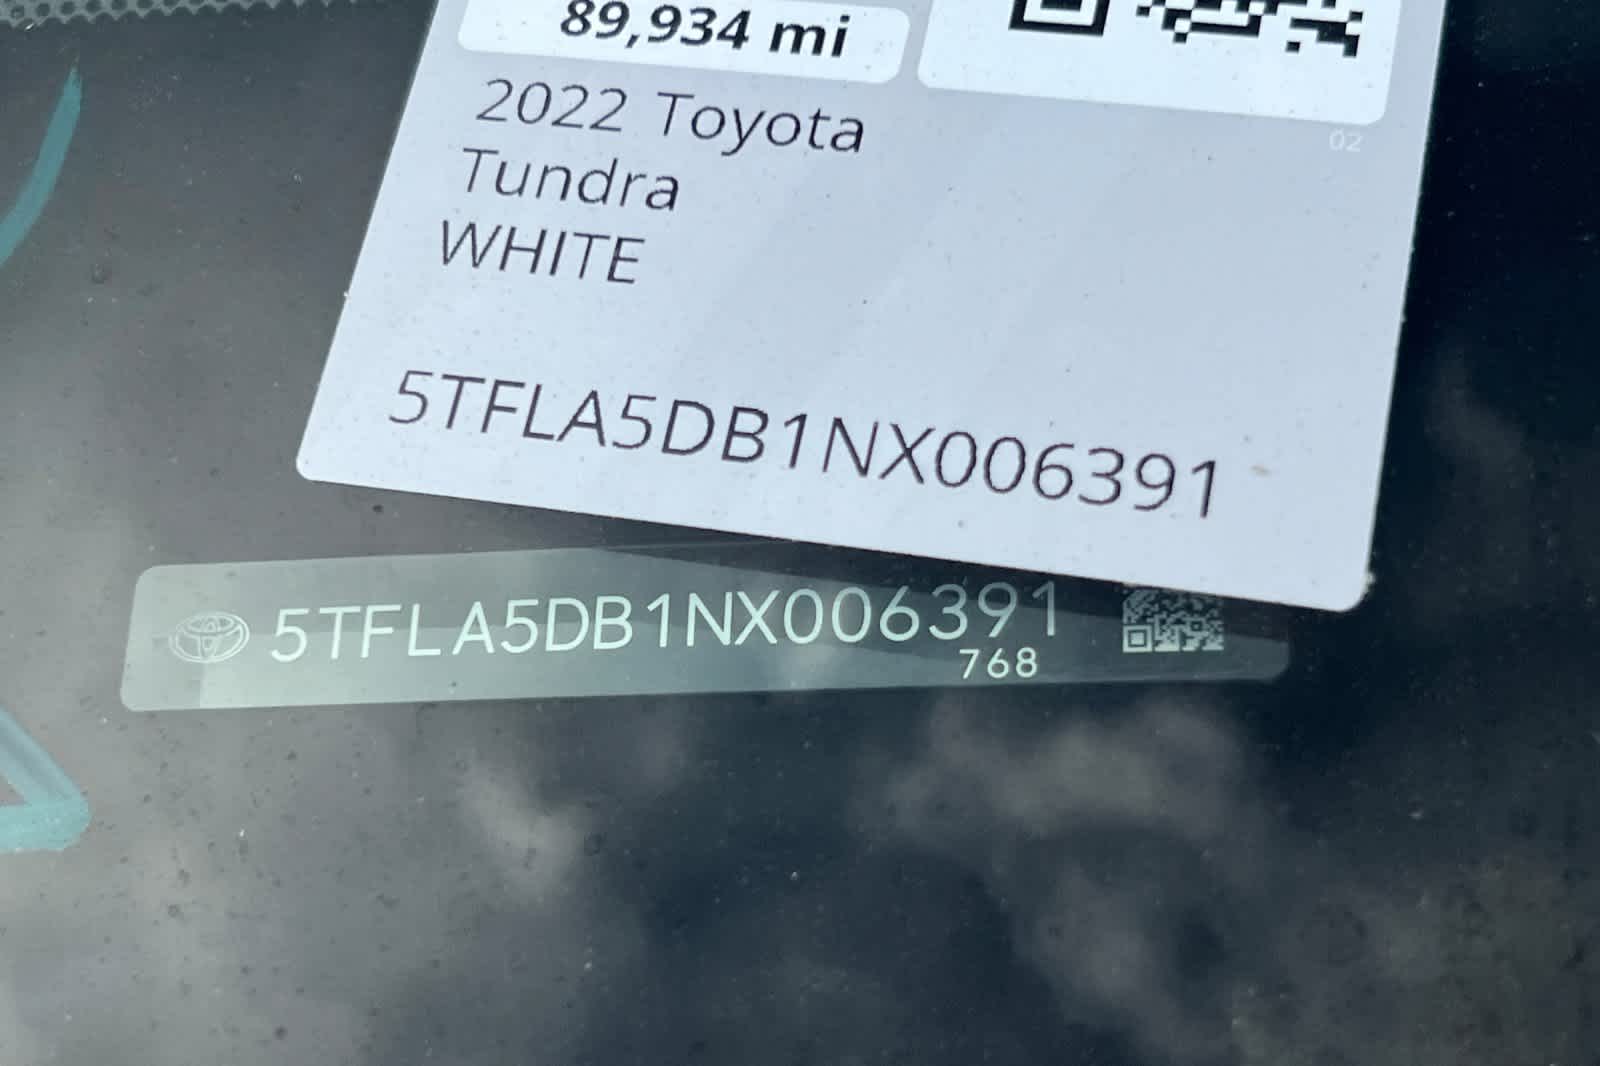 89,934 mi
02
2022 Toyota
Tundra
WHITE
5TFLA5DB1NX006391
5TFLA5DB1NX006391
768